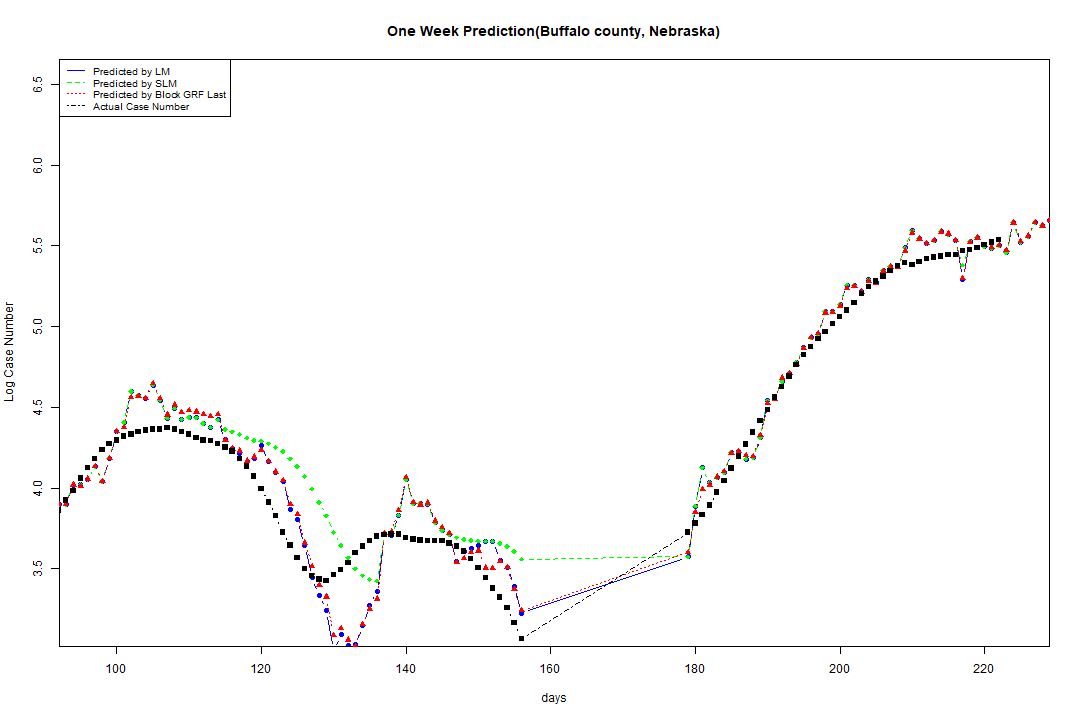 One Week Prediction(Buffalo county, Nebraska)
Predicted by LM
Predicted by SLM
Predicted by Block GRF Last
Actual Case Number
6.5
6.0
5.5
5.0
4.5
4.0
3.5
Log Case Number
100 120 140 160 180 200 220
days